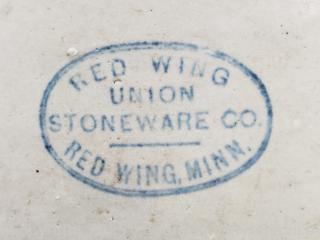 RED WING
UNION
STONEWARE CO.
RED WING, MINN.